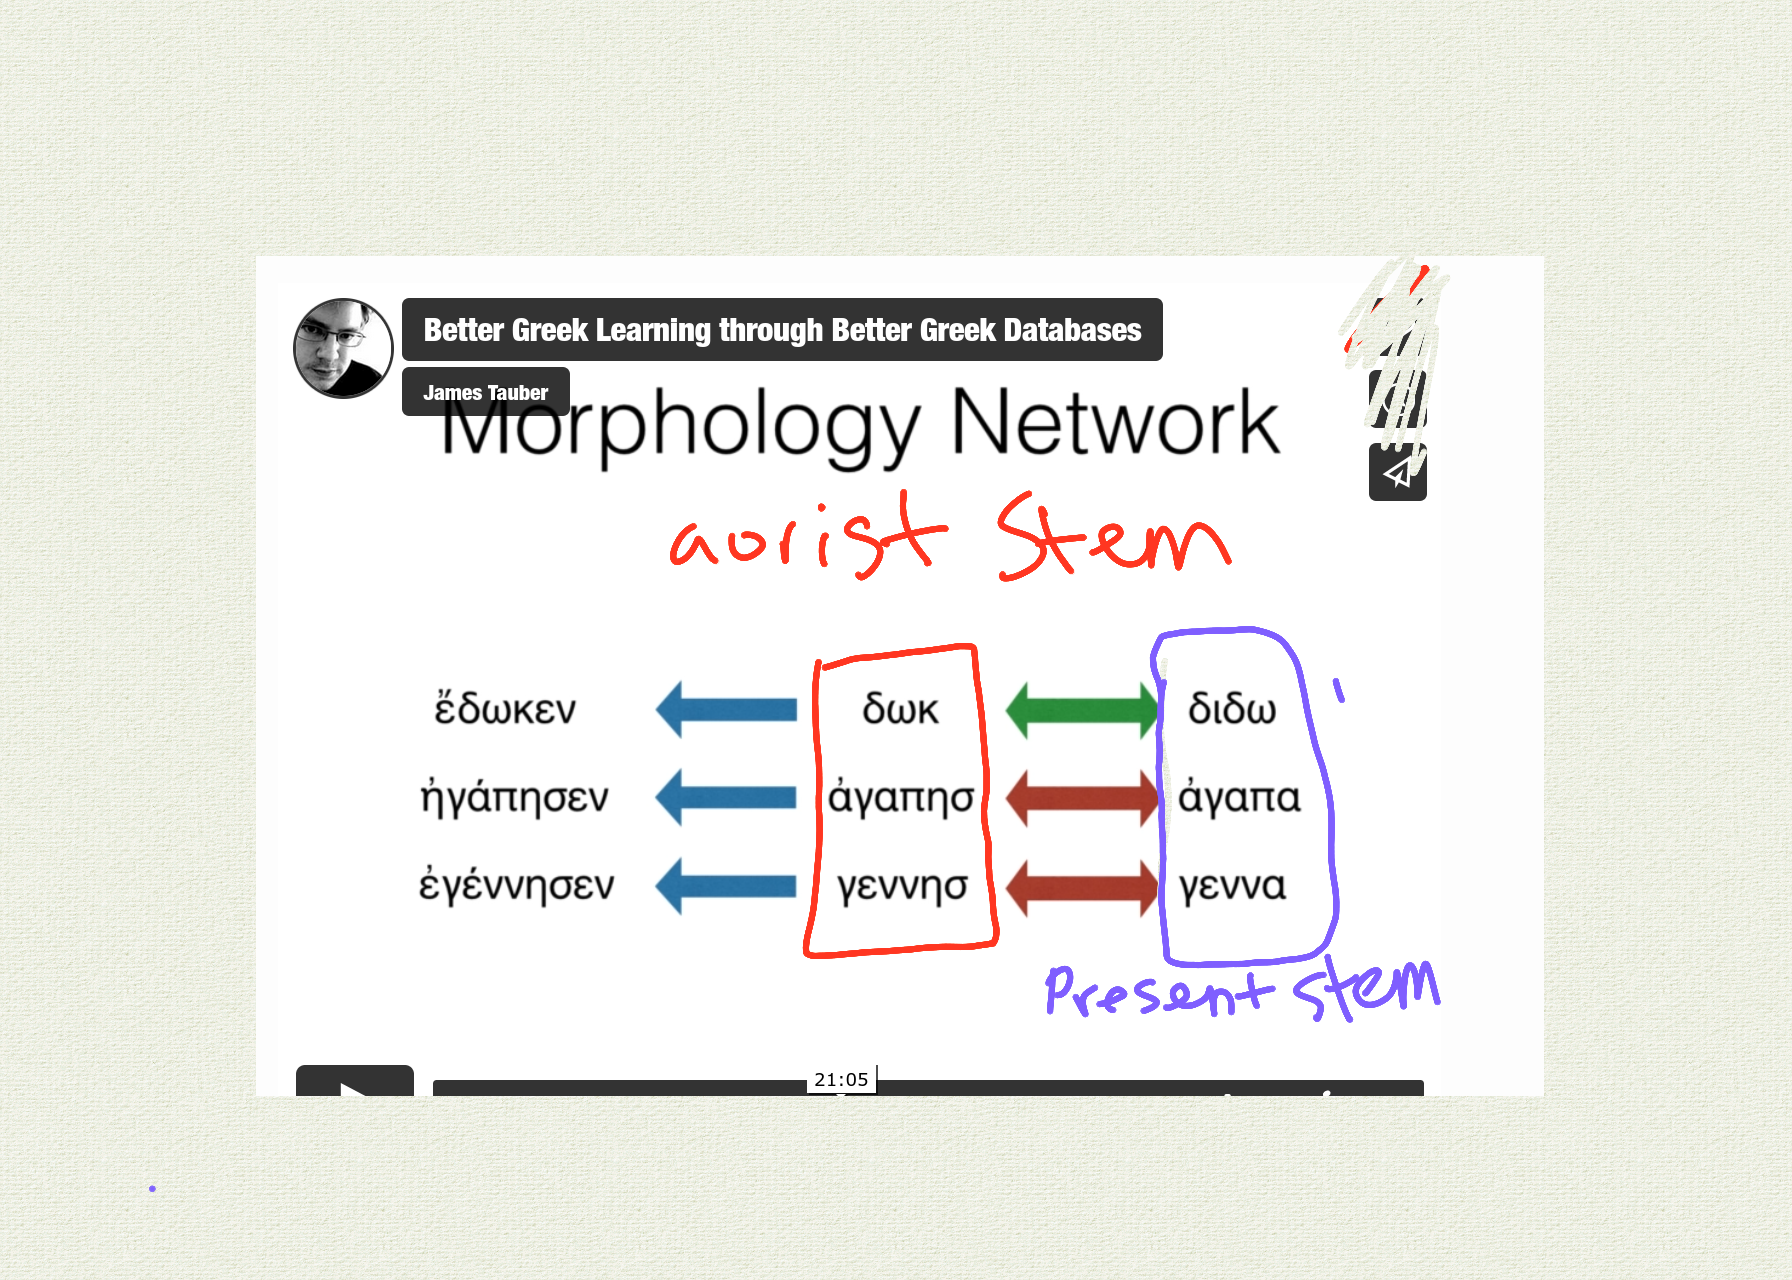 Better Greek Learning through Better Greek Databases
James Tauber
Morphology Network
aorist stem
ἔδωκεν δωκ διδω
ἠγάπησεν ἀγαπησ ἀγαπα
ἐγέννησεν γεννησ γεννα
Present stem
21:05